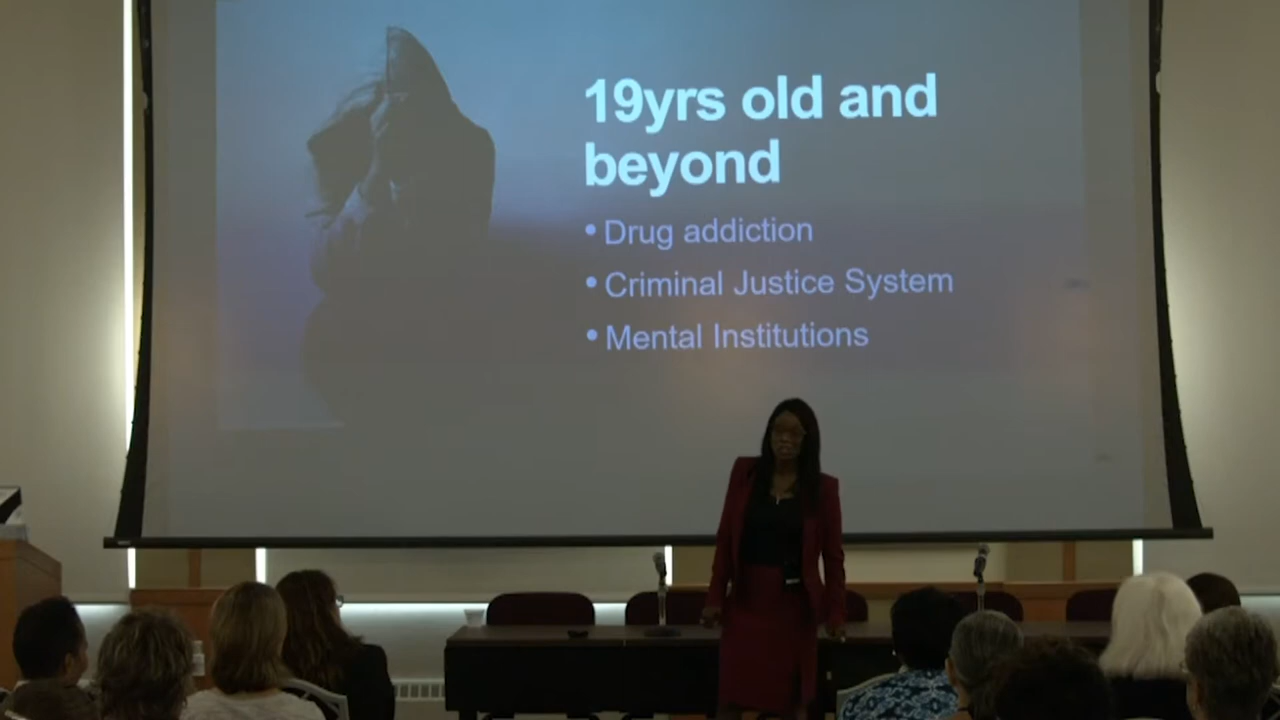 19yrs old and
beyond
• Drug addiction
• Criminal Justice System
• Mental Institutions